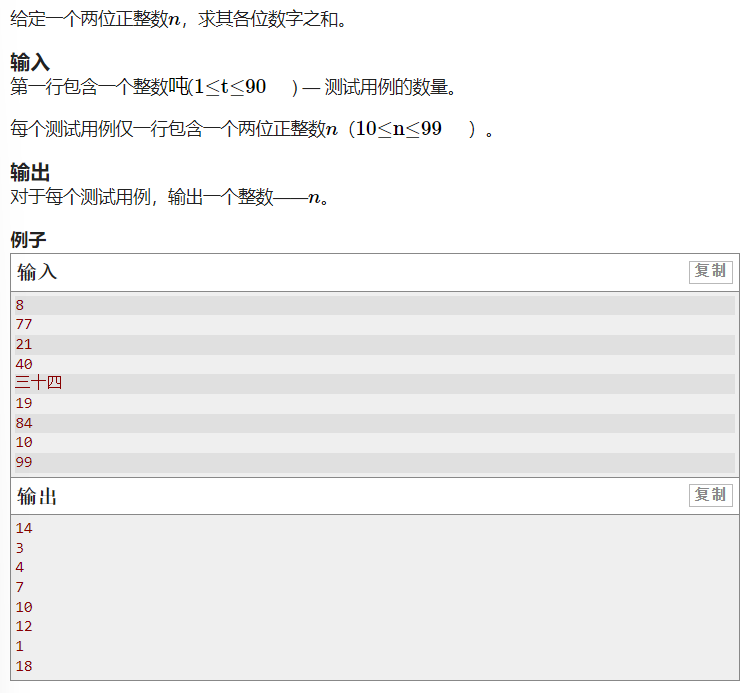 给定一个两位正整数n，求其各位数字之和。
输入
第一行包含一个整数吨(1≤t≤90 ) — 测试用例的数量。
每个测试用例仅一行包含一个两位正整数n（10≤n≤99 ）。
输出
对于每个测试用例，输出一个整数——n。
例子
输入 复制
8
77
21
40
三十四
19
84
10
99
输出 复制
14
3
4
7
10
12
1
18